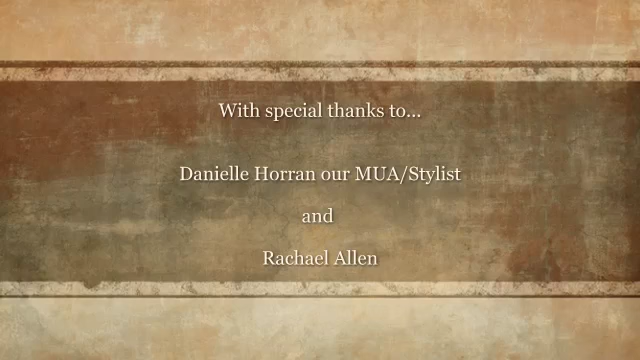 With special thanks to...
Danielle Horran our MUA/Stylist
and
Rachael Allen